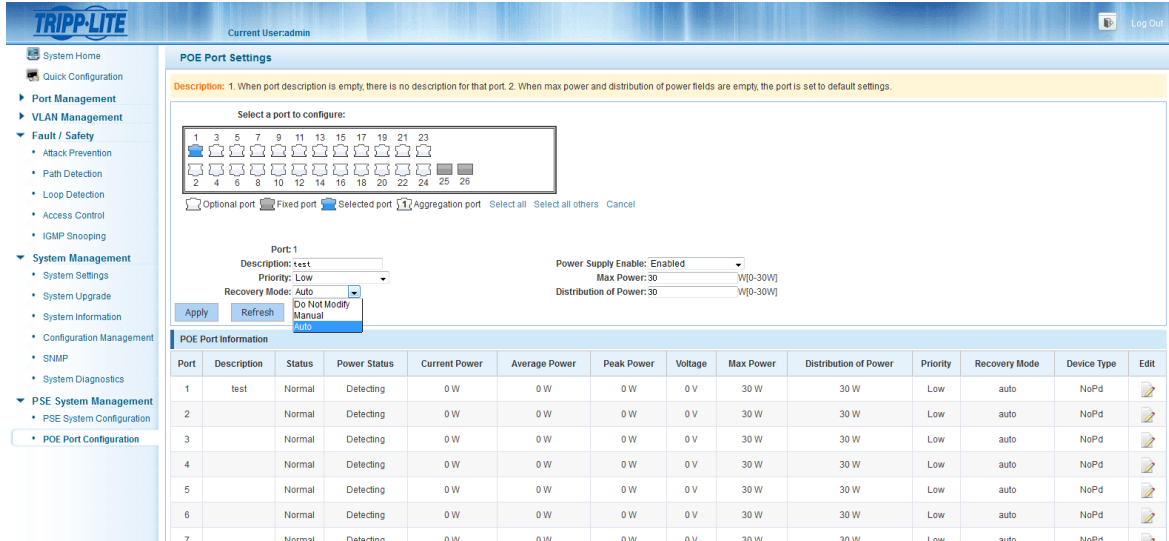 TRIPP·LITE
Current User:admin
Log Out
System Home
Quick Configuration
Port Management
VLAN Management
Fault / Safety
Attack Prevention
Path Detection
Loop Detection
Access Control
IGMP Snooping
System Management
System Settings
System Upgrade
System Information
Configuration Management
SNMP
System Diagnostics
PSE System Management
PSE System Configuration
POE Port Configuration
POE Port Settings
Description: 1. When port description is empty, there is no description for that port. 2. When max power and distribution of power fields are empty, the port is set to default settings.
Select a port to configure:
1 3 5 7 9 11 13 15 17 19 21 23
2 4 6 8 10 12 14 16 18 20 22 24 25 26
Optional port Fixed port Selected port 1 Aggregation port Select all Select all others Cancel
Port: 1
Description: test Power Supply Enable: Enabled
Priority: Low Max Power: 30 W[0-30W]
Recovery Mode: Auto Distribution of Power: 30 W[0-30W]
Do Not Modify
Manual
Auto
Apply Refresh
POE Port Information
Port Description Status Power Status Current Power Average Power Peak Power Voltage Max Power Distribution of Power Priority Recovery Mode Device Type Edit
1 test Normal Detecting 0 W 0 W 0 W 0 V 30 W 30 W Low auto NoPd
2 Normal Detecting 0 W 0 W 0 W 0 V 30 W 30 W Low auto NoPd
3 Normal Detecting 0 W 0 W 0 W 0 V 30 W 30 W Low auto NoPd
4 Normal Detecting 0 W 0 W 0 W 0 V 30 W 30 W Low auto NoPd
5 Normal Detecting 0 W 0 W 0 W 0 V 30 W 30 W Low auto NoPd
6 Normal Detecting 0 W 0 W 0 W 0 V 30 W 30 W Low auto NoPd
7 Normal Detecting 0 W 0 W 0 W 0 V 30 W 30 W Low auto NoPd